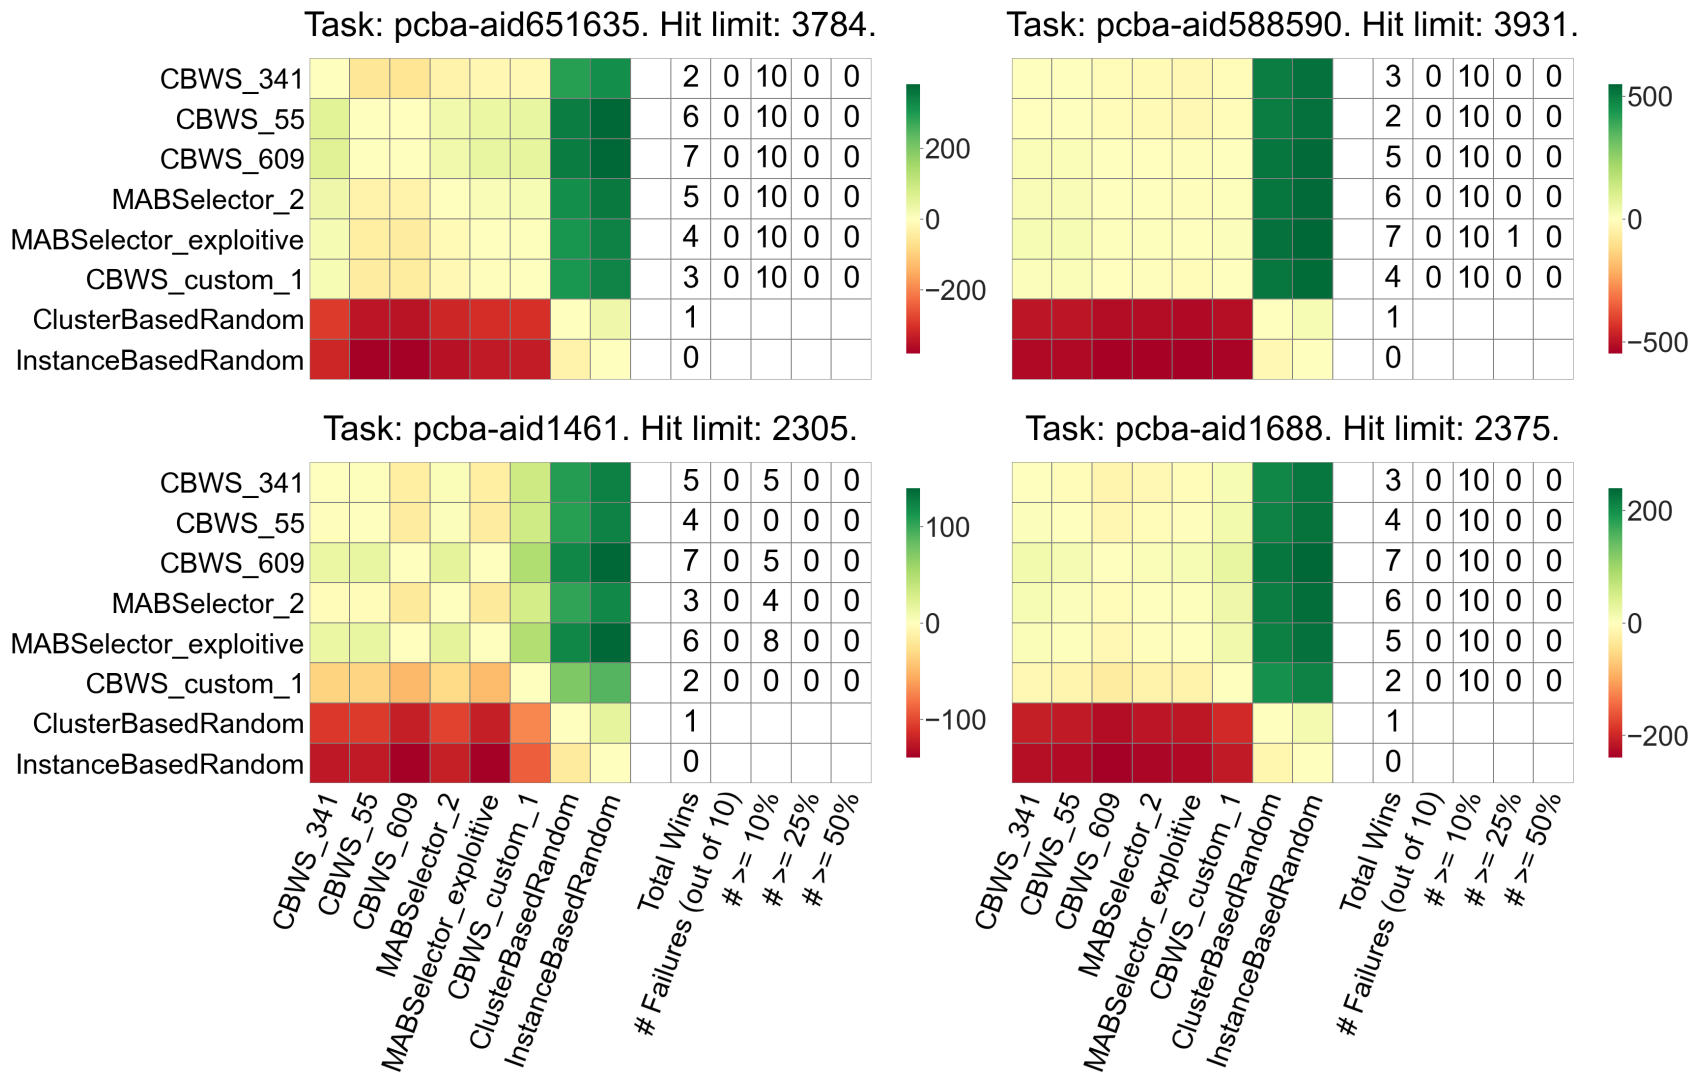 Task: pcba-aid651635. Hit limit: 3784.
CBWS_341 2 0 10 0 0
CBWS_55 6 0 10 0 0
CBWS_609 7 0 10 0 0
MABSelector_2 5 0 10 0 0
MABSelector_exploitive 4 0 10 0 0
CBWS_custom_1 3 0 10 0 0
ClusterBasedRandom 1
InstanceBasedRandom 0
200
0
−200
Task: pcba-aid588590. Hit limit: 3931.
3 0 10 0 0
2 0 10 0 0
5 0 10 0 0
6 0 10 0 0
7 0 10 1 0
4 0 10 0 0
1
0
500
0
−500
Task: pcba-aid1461. Hit limit: 2305.
CBWS_341 5 0 5 0 0
CBWS_55 4 0 0 0 0
CBWS_609 7 0 5 0 0
MABSelector_2 3 0 4 0 0
MABSelector_exploitive 6 0 8 0 0
CBWS_custom_1 2 0 0 0 0
ClusterBasedRandom 1
InstanceBasedRandom 0
100
0
−100
CBWS_341
CBWS_55
CBWS_609
MABSelector_2
MABSelector_exploitive
CBWS_custom_1
ClusterBasedRandom
InstanceBasedRandom
Total Wins
# Failures (out of 10)
# >= 10%
# >= 25%
# >= 50%
Task: pcba-aid1688. Hit limit: 2375.
3 0 10 0 0
4 0 10 0 0
7 0 10 0 0
6 0 10 0 0
5 0 10 0 0
2 0 10 0 0
1
0
200
0
−200
CBWS_341
CBWS_55
CBWS_609
MABSelector_2
MABSelector_exploitive
CBWS_custom_1
ClusterBasedRandom
InstanceBasedRandom
Total Wins
# Failures (out of 10)
# >= 10%
# >= 25%
# >= 50%